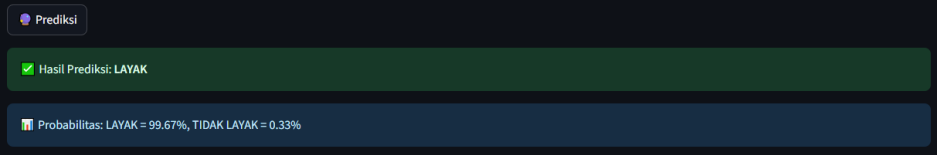 🔮 Prediksi
✅ Hasil Prediksi: LAYAK
📊 Probabilitas: LAYAK = 99.67%, TIDAK LAYAK = 0.33%